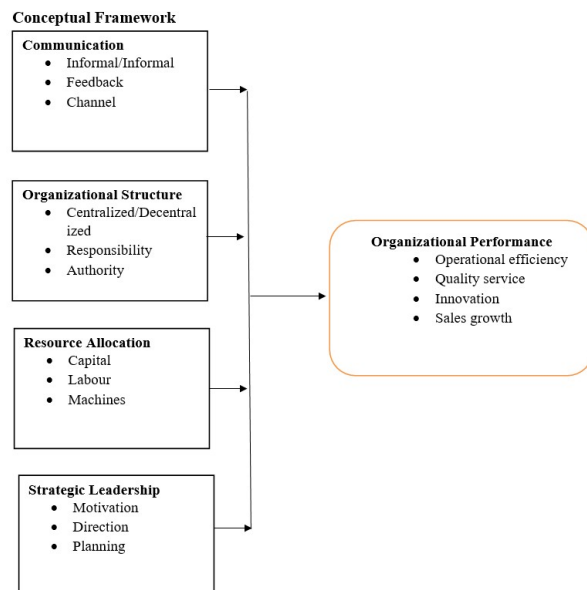 Conceptual Framework
Communication
• Informal/Informal
• Feedback
• Channel
Organizational Structure
• Centralized/Decentral
ized
• Responsibility
• Authority
Resource Allocation
• Capital
• Labour
• Machines
Strategic Leadership
• Motivation
• Direction
• Planning
Organizational Performance
• Operational efficiency
• Quality service
• Innovation
• Sales growth